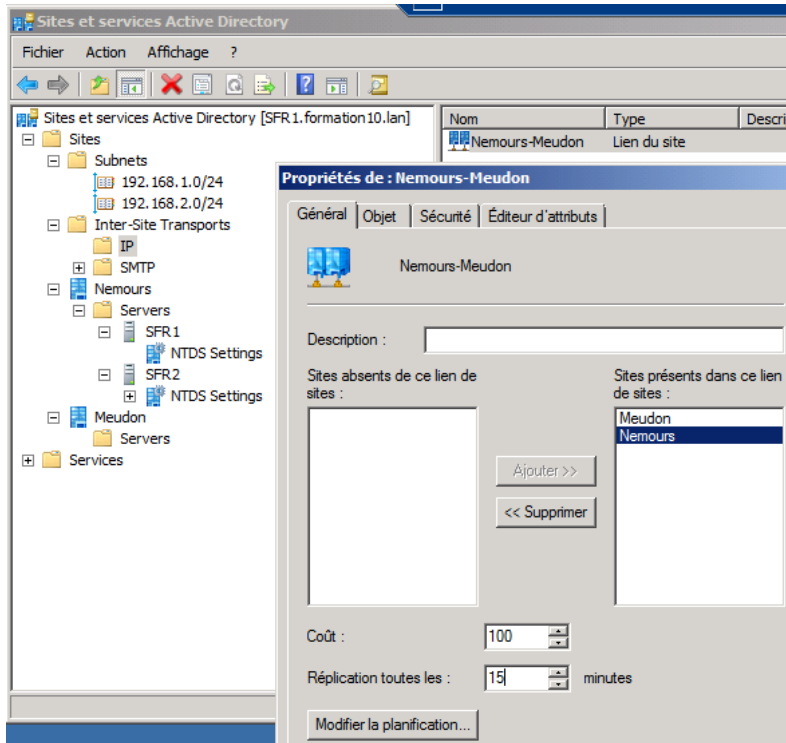 Sites et services Active Directory
Fichier Action Affichage ?
Sites et services Active Directory [SFR1.formation10.lan]
Sites
Subnets
192.168.1.0/24
192.168.2.0/24
Inter-Site Transports
IP
SMTP
Nemours
Servers
SFR1
NTDS Settings
SFR2
NTDS Settings
Meudon
Servers
Services
Nom Type Descri
Nemours-Meudon Lien du site
Propriétés de : Nemours-Meudon
Général Objet Sécurité Éditeur d'attributs
Nemours-Meudon
Description :
Sites absents de ce lien de
sites :
Sites présents dans ce lien
de sites :
Meudon
Nemours
Ajouter >>
<< Supprimer
Coût : 100
Réplication toutes les : 15 minutes
Modifier la planification...